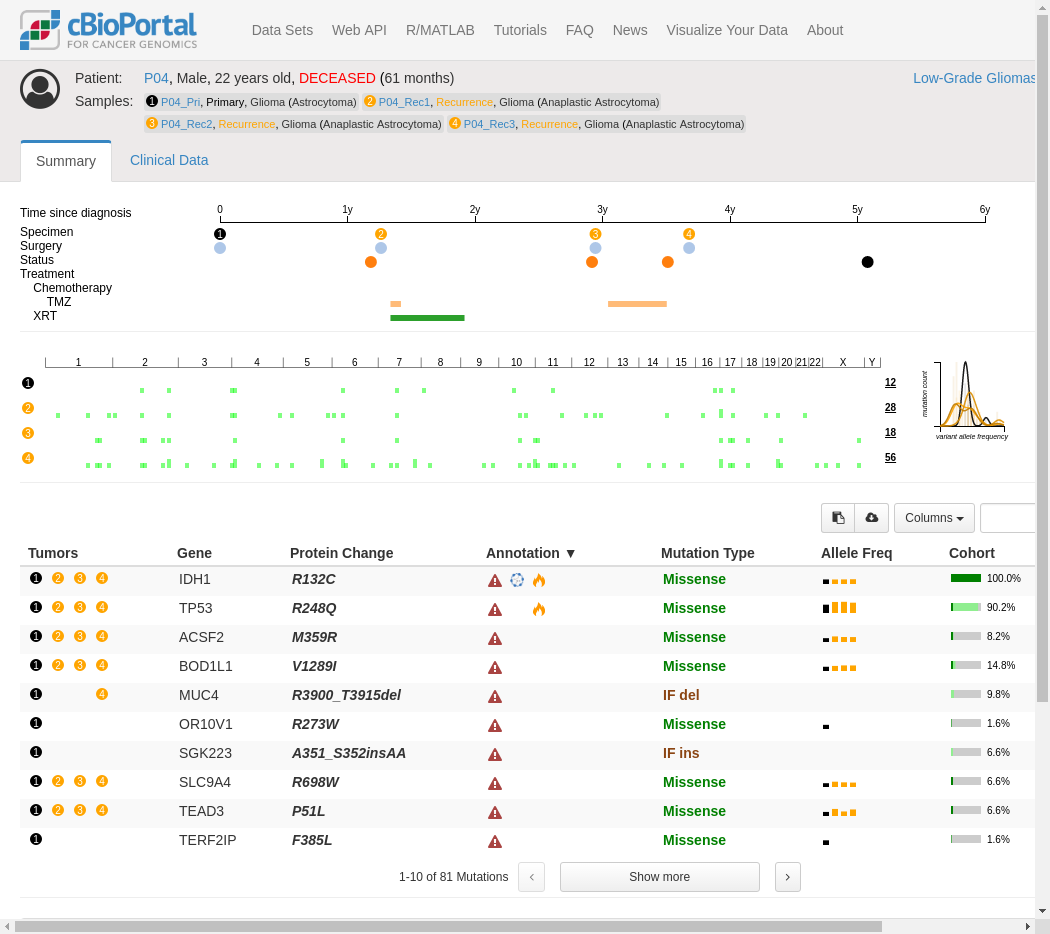 cBioPortal
FOR CANCER GENOMICS
Data Sets Web API R/MATLAB Tutorials FAQ News Visualize Your Data About
Patient: P04, Male, 22 years old, DECEASED (61 months) Low-Grade Gliomas
Samples: 1 P04_Pri, Primary, Glioma (Astrocytoma) 2 P04_Rec1, Recurrence, Glioma (Anaplastic Astrocytoma)
3 P04_Rec2, Recurrence, Glioma (Anaplastic Astrocytoma) 4 P04_Rec3, Recurrence, Glioma (Anaplastic Astrocytoma)
Summary Clinical Data
Time since diagnosis 0 1y 2y 3y 4y 5y 6y
Specimen 1 2 3 4
Surgery
Status
Treatment
Chemotherapy
TMZ
XRT
1 2 3 4 5 6 7 8 9 10 11 12 13 14 15 16 17 18 19 20 21 22 X Y
1 12
2 28
3 18
4 56
mutation count
variant allele frequency
Columns
Tumors Gene Protein Change Annotation ▼ Mutation Type Allele Freq Cohort
1 2 3 4 IDH1 R132C Missense 100.0%
1 2 3 4 TP53 R248Q Missense 90.2%
1 2 3 4 ACSF2 M359R Missense 8.2%
1 2 3 4 BOD1L1 V1289I Missense 14.8%
1 4 MUC4 R3900_T3915del IF del 9.8%
1 OR10V1 R273W Missense 1.6%
1 SGK223 A351_S352insAA IF ins 6.6%
1 2 3 4 SLC9A4 R698W Missense 6.6%
1 2 3 4 TEAD3 P51L Missense 6.6%
1 TERF2IP F385L Missense 1.6%
1-10 of 81 Mutations ‹ Show more ›